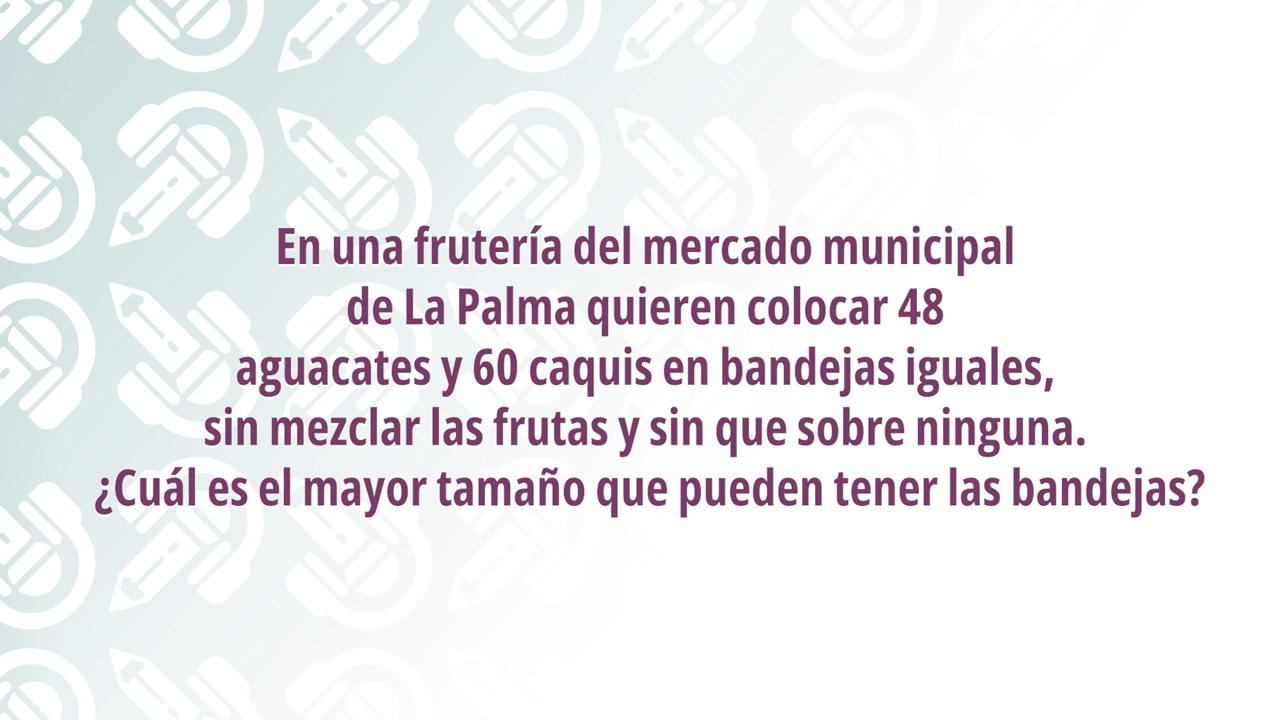 En una frutería del mercado municipal
de La Palma quieren colocar 48
aguacates y 60 caquis en bandejas iguales,
sin mezclar las frutas y sin que sobre ninguna.
¿Cuál es el mayor tamaño que pueden tener las bandejas?